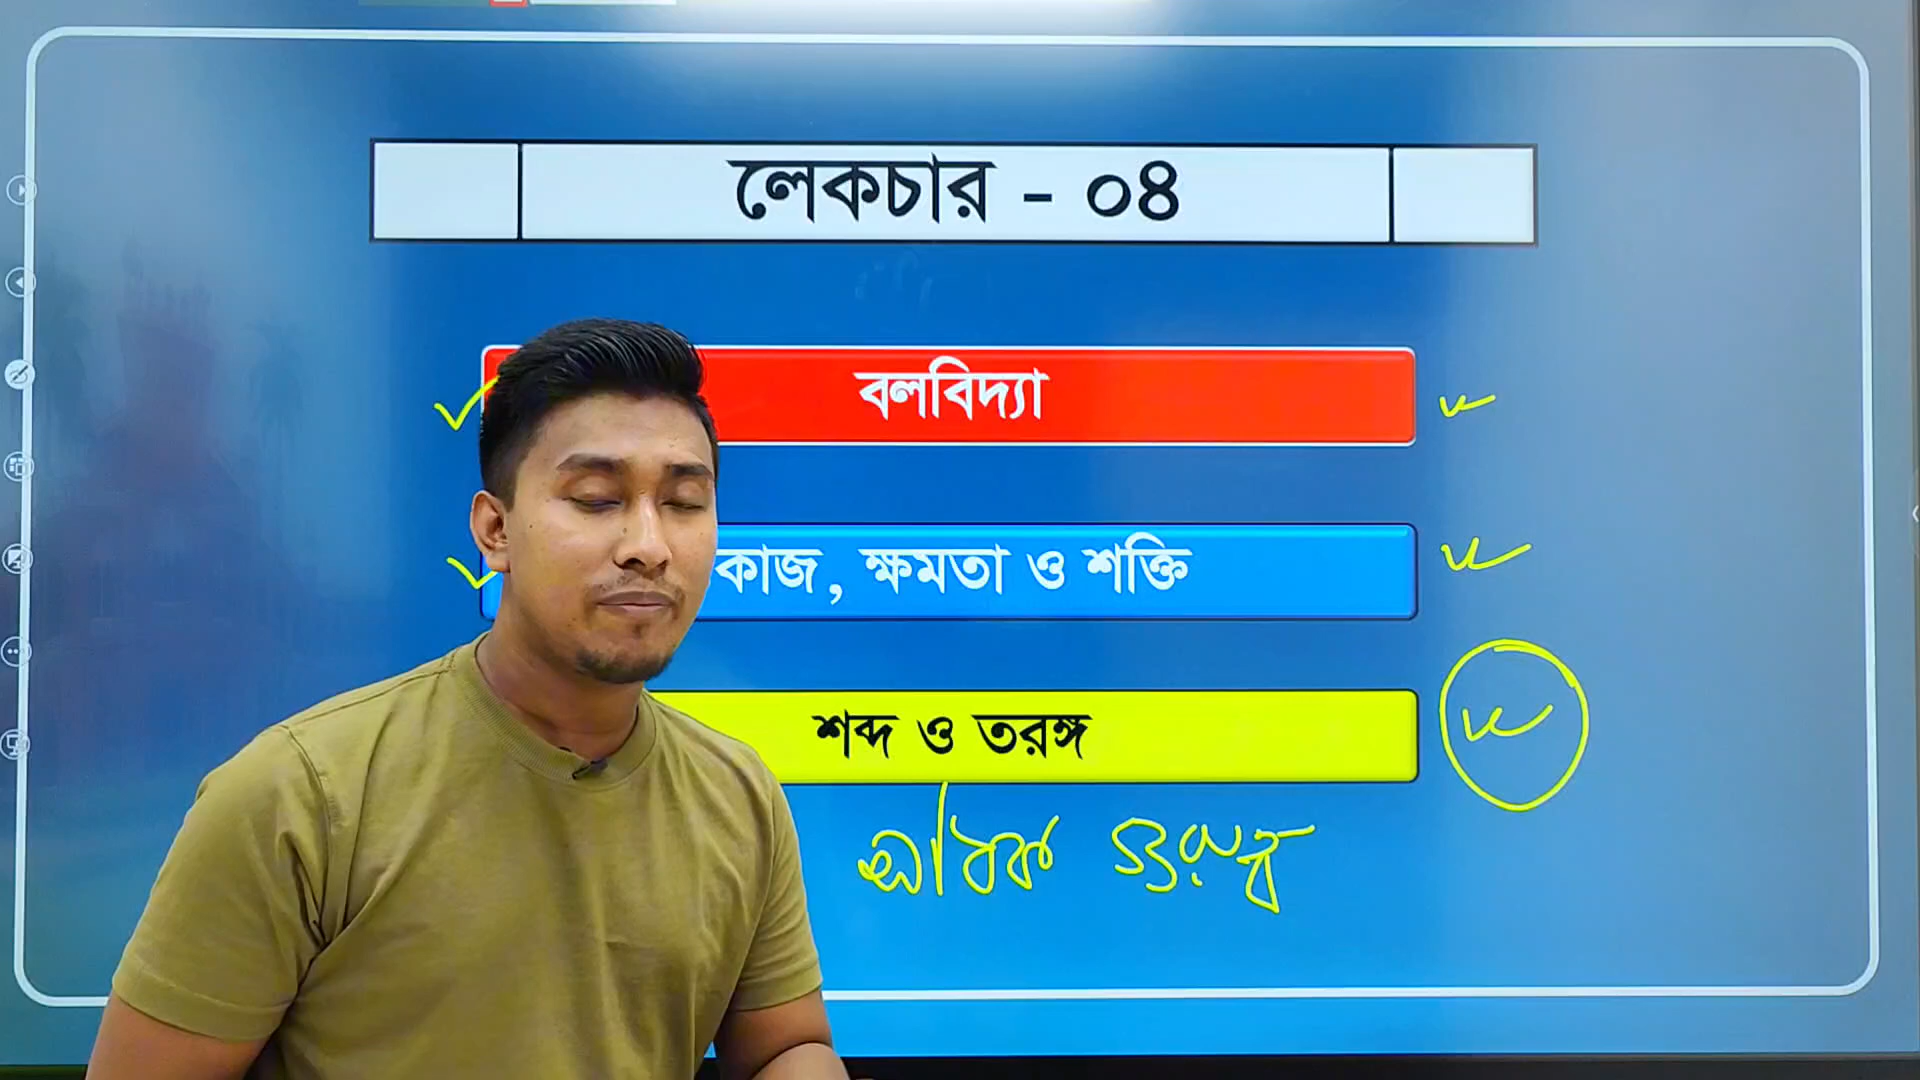 লেকচার - ০৪
বলবিদ্যা
কাজ, ক্ষমতা ও শক্তি
শব্দ ও তরঙ্গ